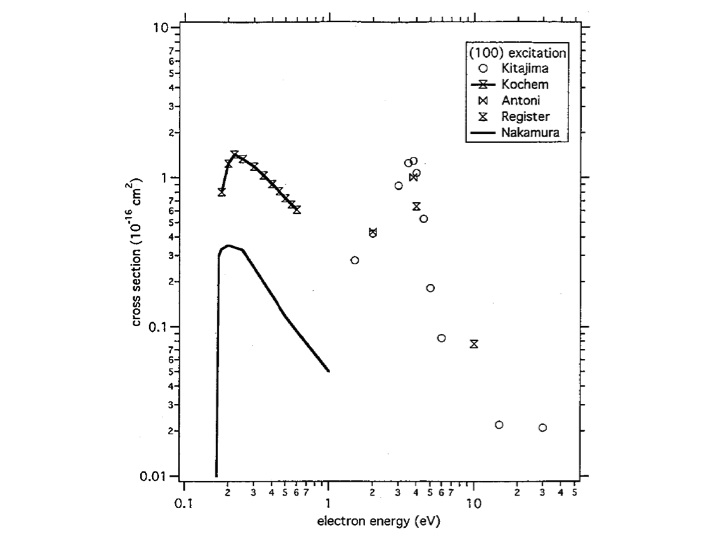 10
7
6
5
4
3
2
1
7
6
5
4
3
2
0.1
7
6
5
4
3
2
0.01
cross section (10-16 cm2)
(100) excitation
Kitajima
Kochem
Antoni
Register
Nakamura
0.1 2 3 4 5 6 7 1 2 3 4 5 6 7 10 2 3 4 5
electron energy (eV)